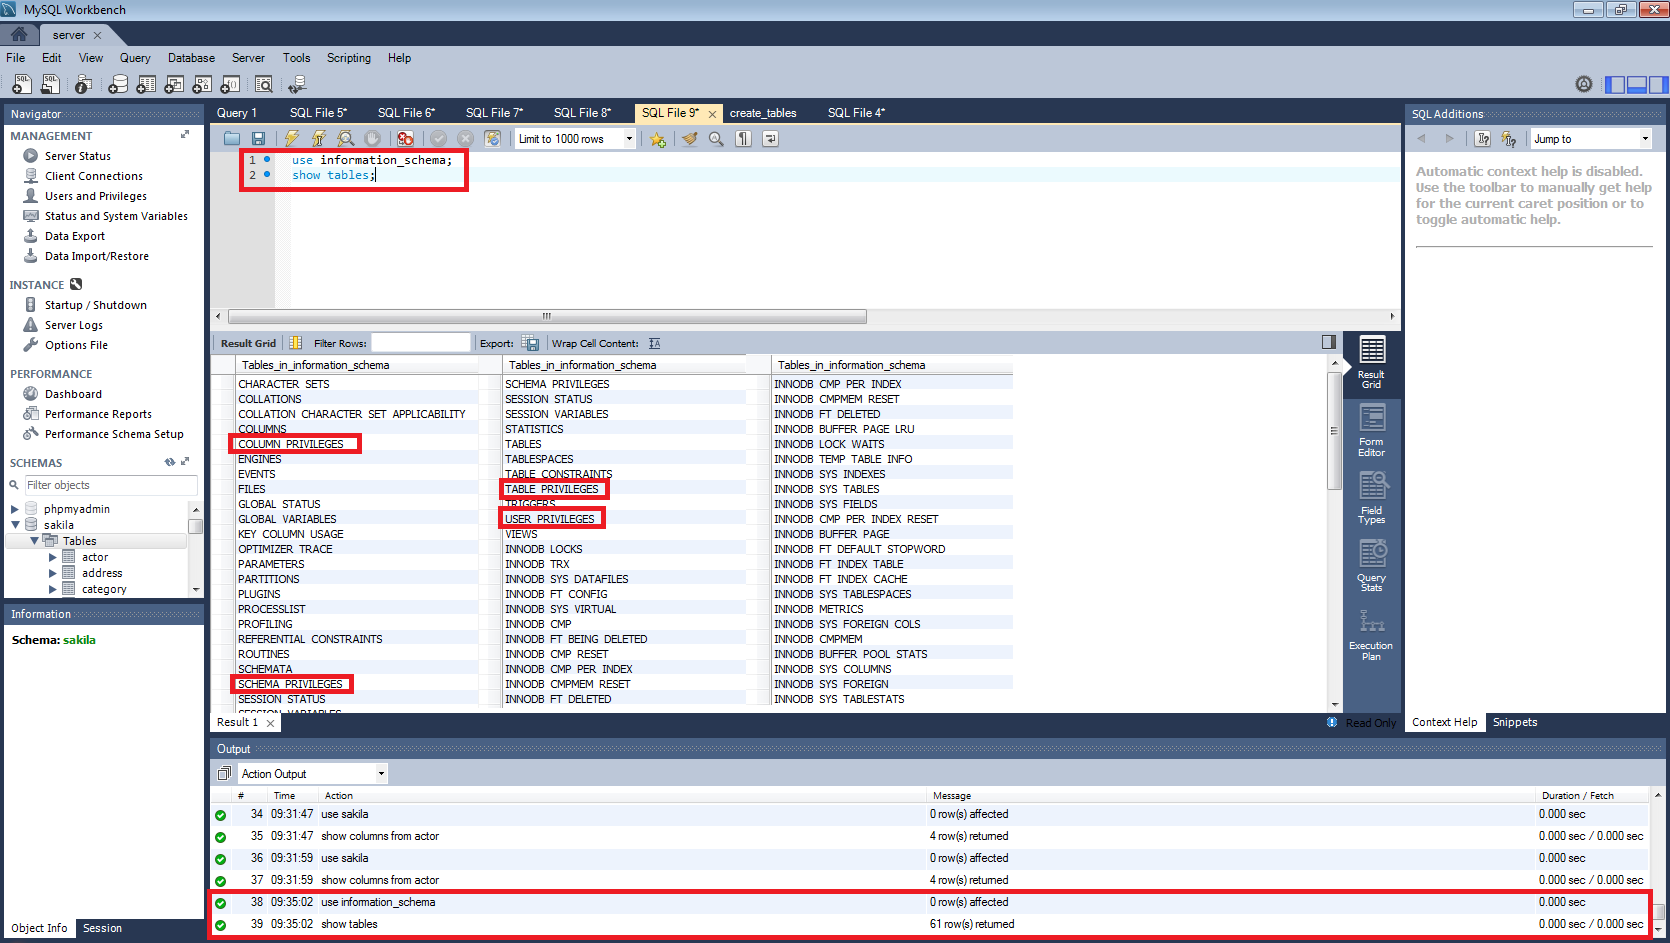 MySQL Workbench
server
File Edit View Query Database Server Tools Scripting Help
Navigator
MANAGEMENT
Server Status
Client Connections
Users and Privileges
Status and System Variables
Data Export
Data Import/Restore
INSTANCE
Startup / Shutdown
Server Logs
Options File
PERFORMANCE
Dashboard
Performance Reports
Performance Schema Setup
SCHEMAS
Filter objects
phpmyadmin
sakila
Tables
actor
address
category
Information
Schema: sakila
Object Info Session
Query 1 SQL File 5* SQL File 6* SQL File 7* SQL File 8* SQL File 9* create_tables SQL File 4*
Limit to 1000 rows
1 use information_schema;
2 show tables;
Result Grid Filter Rows: Export: Wrap Cell Content:
Tables_in_information_schema
CHARACTER_SETS
COLLATIONS
COLLATION_CHARACTER_SET_APPLICABILITY
COLUMNS
COLUMN_PRIVILEGES
ENGINES
EVENTS
FILES
GLOBAL_STATUS
GLOBAL_VARIABLES
KEY_COLUMN_USAGE
OPTIMIZER_TRACE
PARAMETERS
PARTITIONS
PLUGINS
PROCESSLIST
PROFILING
REFERENTIAL_CONSTRAINTS
ROUTINES
SCHEMATA
SCHEMA_PRIVILEGES
SESSION_STATUS
SESSION_VARIABLES
Tables_in_information_schema
SCHEMA_PRIVILEGES
SESSION_STATUS
SESSION_VARIABLES
STATISTICS
TABLES
TABLESPACES
TABLE_CONSTRAINTS
TABLE_PRIVILEGES
TRIGGERS
USER_PRIVILEGES
VIEWS
INNODB_LOCKS
INNODB_TRX
INNODB_SYS_DATAFILES
INNODB_FT_CONFIG
INNODB_SYS_VIRTUAL
INNODB_CMP
INNODB_FT_BEING_DELETED
INNODB_CMP_RESET
INNODB_CMP_PER_INDEX
INNODB_CMPMEM_RESET
INNODB_FT_DELETED
Tables_in_information_schema
INNODB_CMP_PER_INDEX
INNODB_CMPMEM_RESET
INNODB_FT_DELETED
INNODB_BUFFER_PAGE_LRU
INNODB_LOCK_WAITS
INNODB_TEMP_TABLE_INFO
INNODB_SYS_INDEXES
INNODB_SYS_TABLES
INNODB_SYS_FIELDS
INNODB_CMP_PER_INDEX_RESET
INNODB_BUFFER_PAGE
INNODB_FT_DEFAULT_STOPWORD
INNODB_FT_INDEX_TABLE
INNODB_FT_INDEX_CACHE
INNODB_SYS_TABLESPACES
INNODB_METRICS
INNODB_SYS_FOREIGN_COLS
INNODB_CMPMEM
INNODB_BUFFER_POOL_STATS
INNODB_SYS_COLUMNS
INNODB_SYS_FOREIGN
INNODB_SYS_TABLESTATS
Result
Grid
Form
Editor
Field
Types
Query
Stats
Execution
Plan
Result 1
Read Only
SQL Additions
Jump to
Automatic context help is disabled.
Use the toolbar to manually get help
for the current caret position or to
toggle automatic help.
Context Help Snippets
Output
Action Output
# Time Action Message Duration / Fetch
34 09:31:47 use sakila 0 row(s) affected 0.000 sec
35 09:31:47 show columns from actor 4 row(s) returned 0.000 sec / 0.000 sec
36 09:31:59 use sakila 0 row(s) affected 0.000 sec
37 09:31:59 show columns from actor 4 row(s) returned 0.000 sec / 0.000 sec
38 09:35:02 use information_schema 0 row(s) affected 0.000 sec
39 09:35:02 show tables 61 row(s) returned 0.000 sec / 0.000 sec